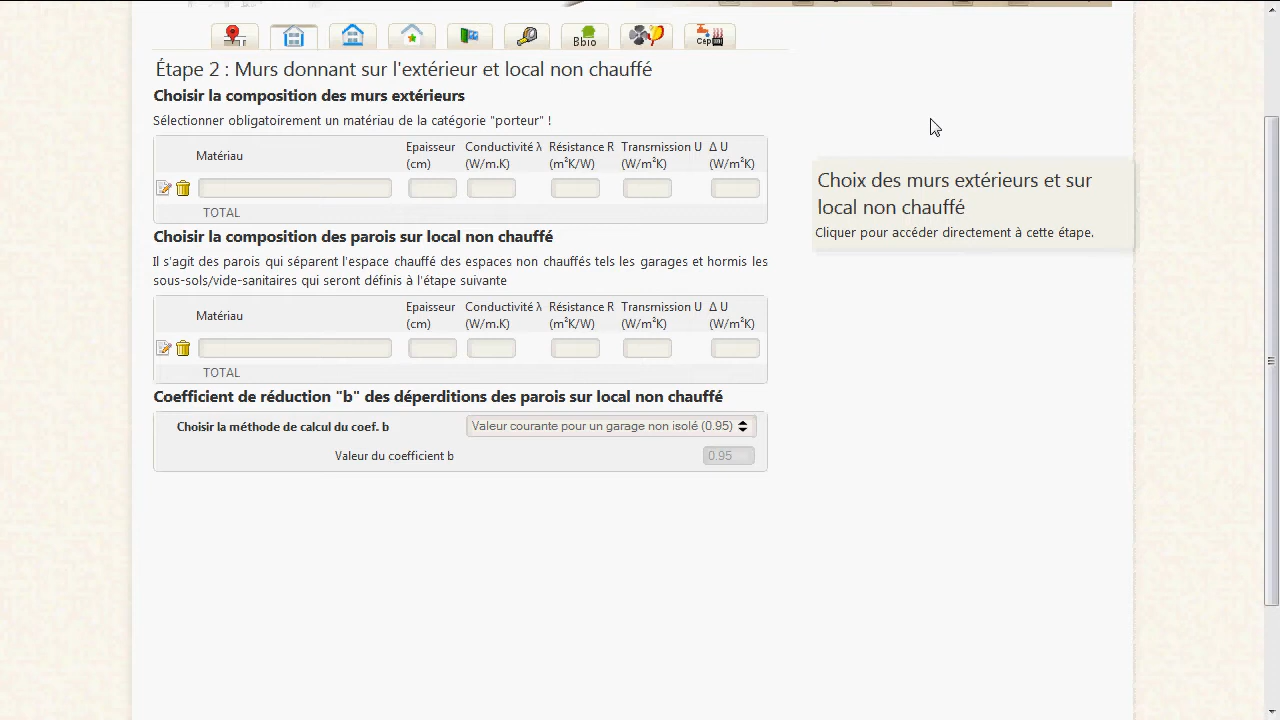 Bbio
Cep
Étape 2 : Murs donnant sur l'extérieur et local non chauffé
Choisir la composition des murs extérieurs
Sélectionner obligatoirement un matériau de la catégorie "porteur" !
Matériau Epaisseur (cm) Conductivité λ (W/m.K) Résistance R (m²K/W) Transmission U (W/m²K) Δ U (W/m²K)
TOTAL
Choix des murs extérieurs et sur
local non chauffé
Cliquer pour accéder directement à cette étape.
Choisir la composition des parois sur local non chauffé
Il s'agit des parois qui séparent l'espace chauffé des espaces non chauffés tels les garages et hormis les
sous-sols/vide-sanitaires qui seront définis à l'étape suivante
Matériau Epaisseur (cm) Conductivité λ (W/m.K) Résistance R (m²K/W) Transmission U (W/m²K) Δ U (W/m²K)
TOTAL
Coefficient de réduction "b" des déperditions des parois sur local non chauffé
Choisir la méthode de calcul du coef. b Valeur courante pour un garage non isolé (0.95)
Valeur du coefficient b 0.95